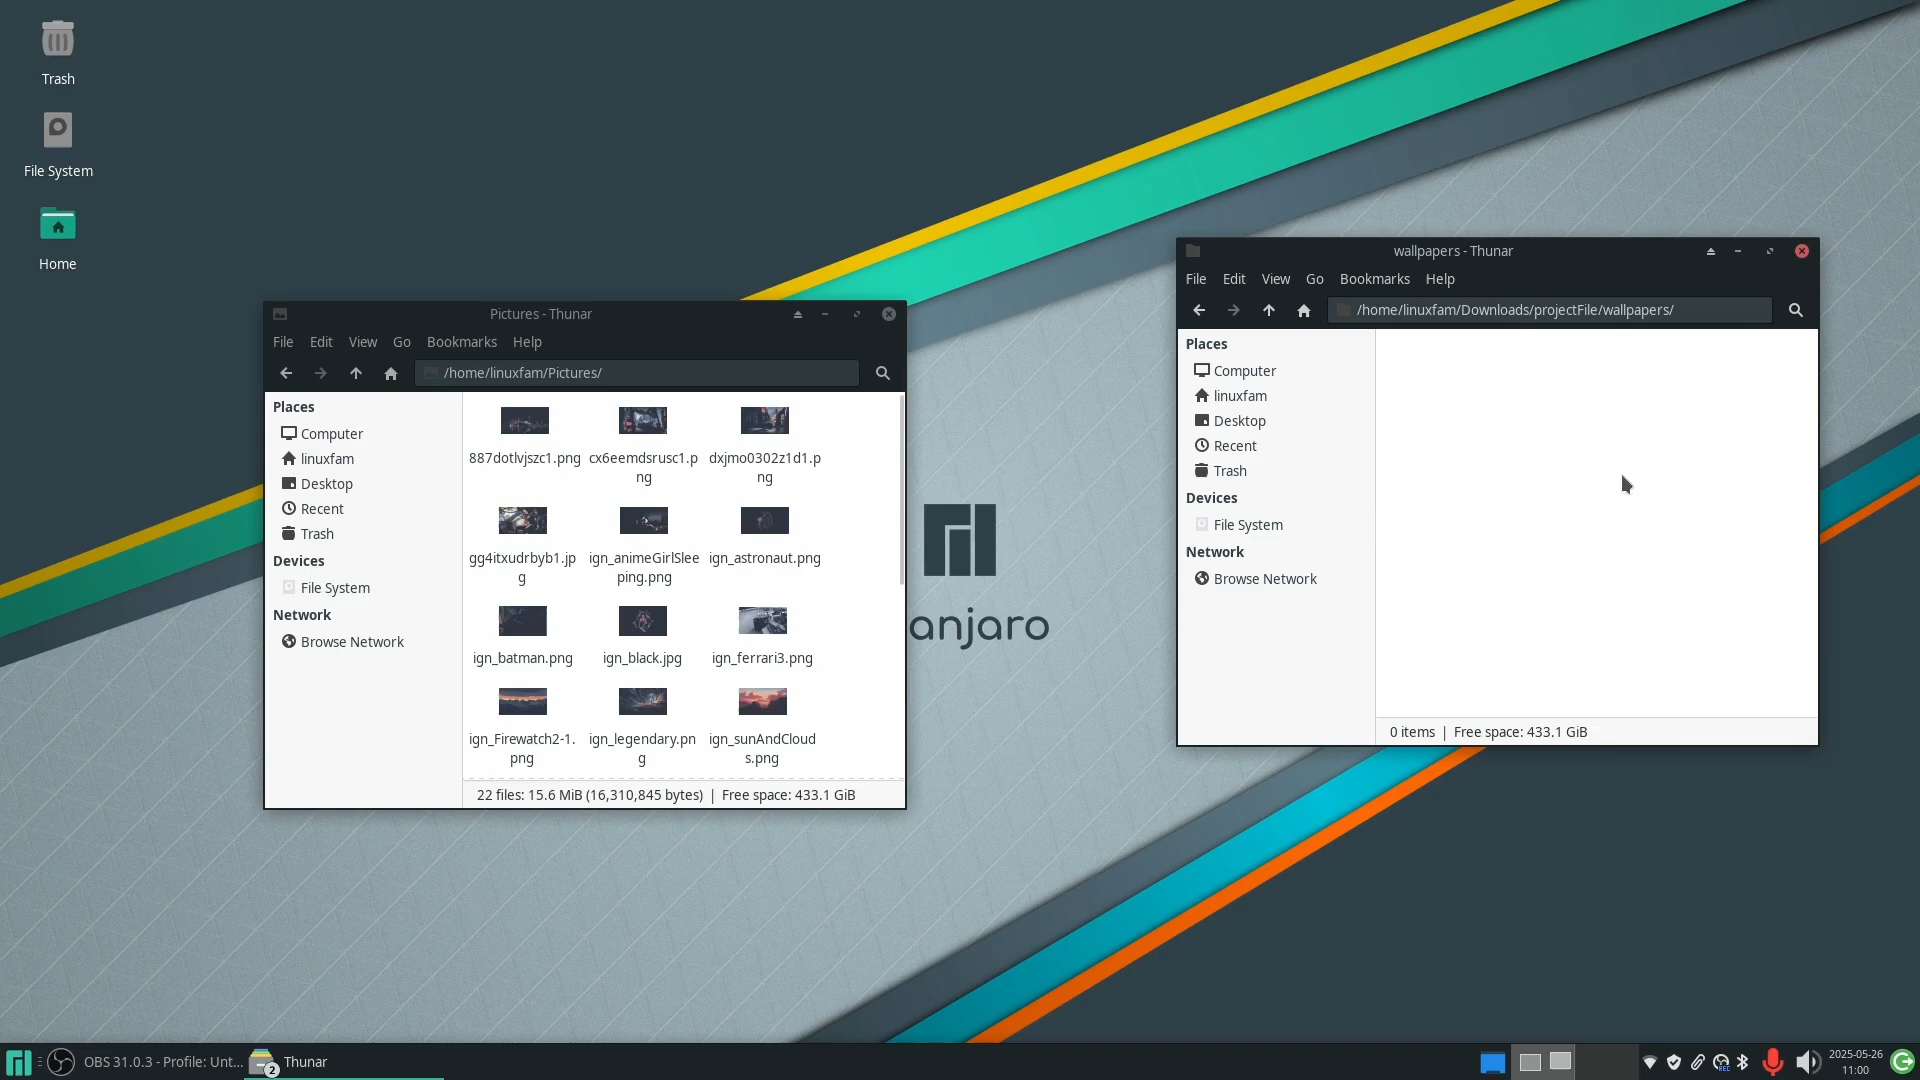 Trash
File System
Home
Pictures - Thunar
File Edit View Go Bookmarks Help
/home/linuxfam/Pictures/
Places
Computer
linuxfam
Desktop
Recent
Trash
Devices
File System
Network
Browse Network
887dotlvjszc1.png
cx6eemdsrusc1.p
ng
dxjmo0302z1d1.p
ng
gg4itxudrbyb1.jp
g
ign_animeGirlSlee
ping.png
ign_astronaut.png
ign_batman.png
ign_black.jpg
ign_ferrari3.png
ign_Firewatch2-1.
png
ign_legendary.pn
g
ign_sunAndCloud
s.png
22 files: 15.6 MiB (16,310,845 bytes) | Free space: 433.1 GiB
anjaro
wallpapers - Thunar
File Edit View Go Bookmarks Help
/home/linuxfam/Downloads/projectFile/wallpapers/
Places
Computer
linuxfam
Desktop
Recent
Trash
Devices
File System
Network
Browse Network
0 items | Free space: 433.1 GiB
OBS 31.0.3 - Profile: Unt...
2
Thunar
REC
2025-05-26
11:00